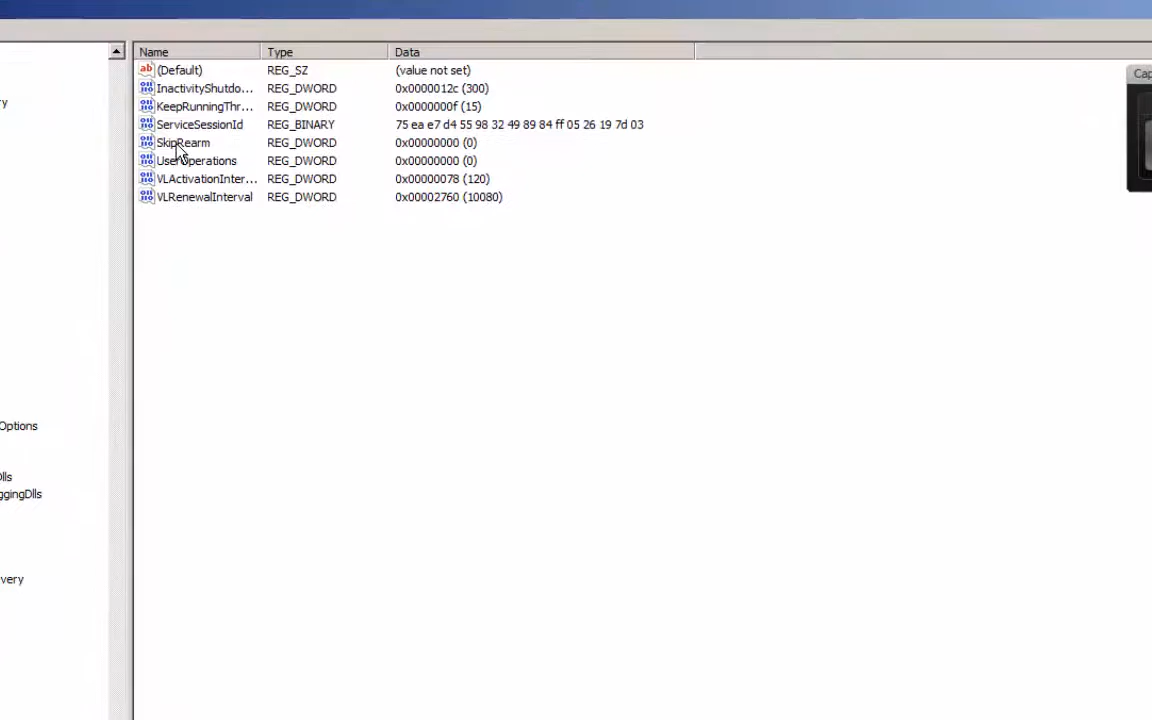 Name Type Data
ab (Default) REG_SZ (value not set)
InactivityShutdo... REG_DWORD 0x0000012c (300)
KeepRunningThr... REG_DWORD 0x0000000f (15)
ServiceSessionId REG_BINARY 75 ea e7 d4 55 98 32 49 89 84 ff 05 26 19 7d 03
SkipRearm REG_DWORD 0x00000000 (0)
UserOperations REG_DWORD 0x00000000 (0)
VLActivationInter... REG_DWORD 0x00000078 (120)
VLRenewalInterval REG_DWORD 0x00002760 (10080)
Cap
y
Options
Dlls
ggingDlls
very